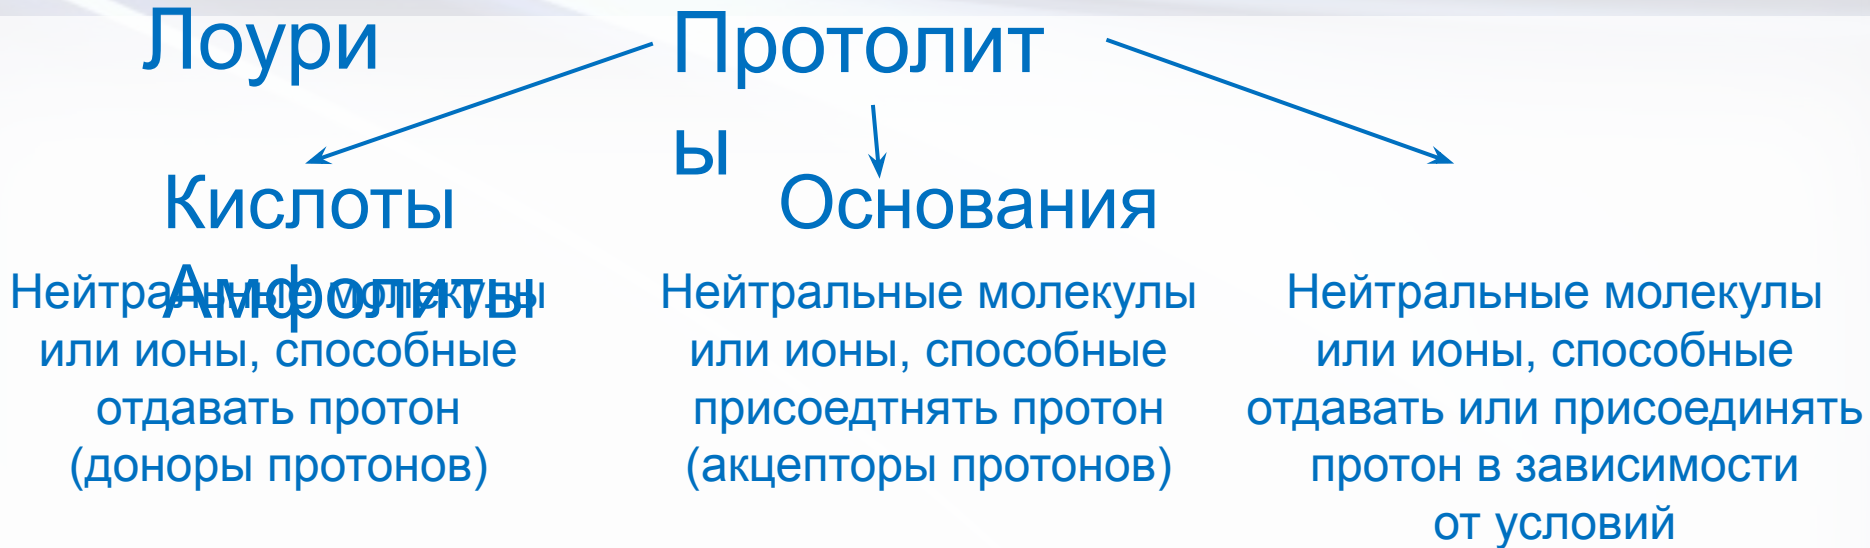 Лоури
Протолит
ы
Кислоты
Основания
Амфолиты
Нейтральные молекулы
или ионы, способные
отдавать протон
(доноры протонов)
Нейтральные молекулы
или ионы, способные
присоедтнять протон
(акцепторы протонов)
Нейтральные молекулы
или ионы, способные
отдавать или присоединять
протон в зависимости
от условий